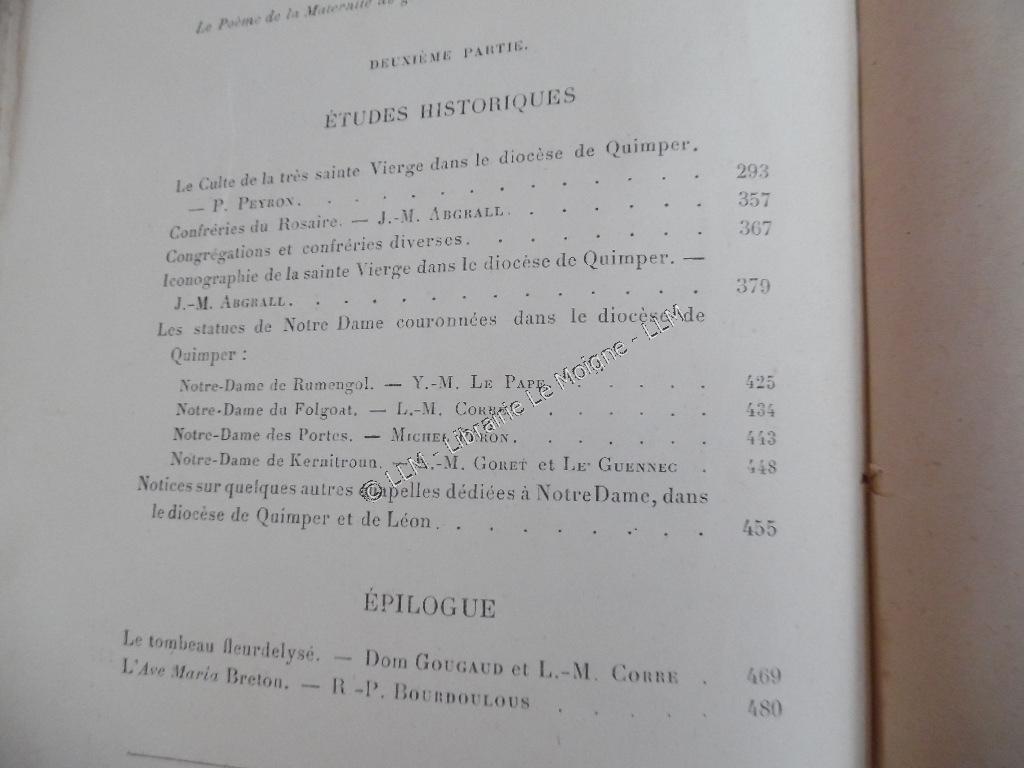 Le Poème de la Maternité
DEUXIÈME PARTIE.
ÉTUDES HISTORIQUES
Le Culte de la très sainte Vierge dans le diocèse de Quimper.
— P. PEYRON. . . . . . . . . . . . . 293
Confréries du Rosaire. — J.-M. ABGRALL. . . . . . . 357
Congrégations et confréries diverses. . . . . . . . 367
Iconographie de la sainte Vierge dans le diocèse de Quimper. —
J.-M. ABGRALL. . . . . . . . . . . . . 379
Les statues de Notre Dame couronnées dans le diocèse de
Quimper :
Notre-Dame de Rumengol. — Y.-M. LE PAPE. . . . . . 425
Notre-Dame du Folgoat. — L.-M. CORRE . . . . . . 434
Notre-Dame des Portes. — MICHEL . . . . . . 443
Notre-Dame de Kernitroun. — A.-M. GORET et LE GUENNEC . 448
Notices sur quelques autres chapelles dédiées à Notre Dame, dans
le diocèse de Quimper et de Léon. . . . . . . . 455
© LLM - Librairie Le Moigne - LLM
ÉPILOGUE
Le tombeau fleurdelysé. — Dom GOUGAUD et L.-M. CORRE . 469
L'Ave Maria Breton. — R -P. BOURDOULOUS . . . . . 480